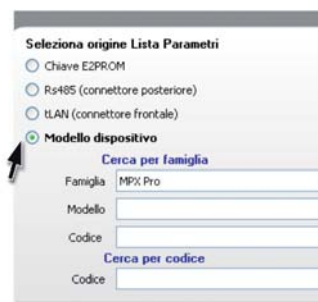 Seleziona origine Lista Parametri
Chiave E2PROM
Rs485 (connettore posteriore)
tLAN (connettore frontale)
Modello dispositivo
Cerca per famiglia
Famiglia MPX Pro
Modello
Codice
Cerca per codice
Codice